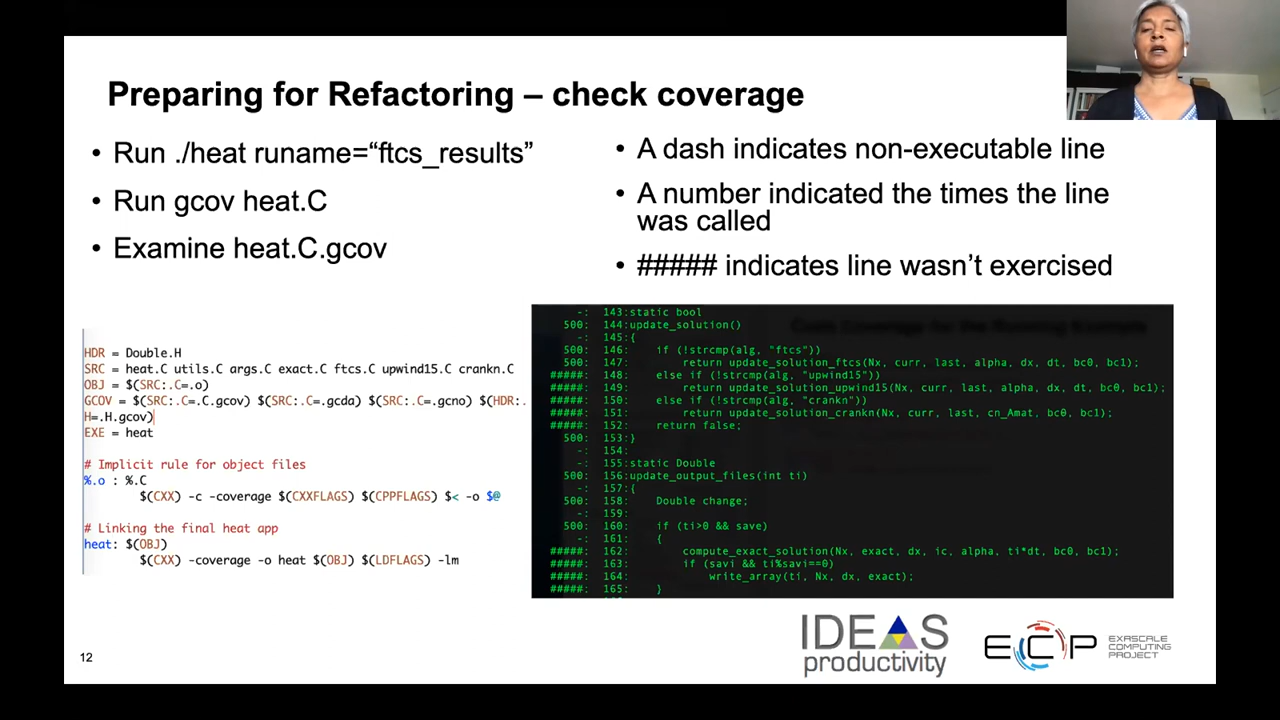 Preparing for Refactoring – check coverage
• Run ./heat runame=“ftcs_results”
• Run gcov heat.C
• Examine heat.C.gcov
• A dash indicates non-executable line
• A number indicated the times the line
was called
• ##### indicates line wasn’t exercised
HDR = Double.H
SRC = heat.C utils.C args.C exact.C ftcs.C upwind15.C crankn.C
OBJ = $(SRC:.C=.o)
GCOV = $(SRC:.C=.C.gcov) $(SRC:.C=.gcda) $(SRC:.C=.gcno) $(HDR:.
H=.H.gcov)
EXE = heat
# Implicit rule for object files
%.o : %.C
$(CXX) -c -coverage $(CXXFLAGS) $(CPPFLAGS) $< -o $@
# Linking the final heat app
heat: $(OBJ)
$(CXX) -coverage -o heat $(OBJ) $(LDFLAGS) -lm
-: 143:static bool
500: 144:update_solution()
-: 145:{
500: 146: if (!strcmp(alg, "ftcs"))
500: 147: return update_solution_ftcs(Nx, curr, last, alpha, dx, dt, bc0, bc1);
#####: 148: else if (!strcmp(alg, "upwind15"))
#####: 149: return update_solution_upwind15(Nx, curr, last, alpha, dx, dt, bc0, bc1);
#####: 150: else if (!strcmp(alg, "crankn"))
#####: 151: return update_solution_crankn(Nx, curr, last, cn_Amat, bc0, bc1);
#####: 152: return false;
500: 153:}
-: 154:
-: 155:static Double
500: 156:update_output_files(int ti)
-: 157:{
500: 158: Double change;
-: 159:
500: 160: if (ti>0 && save)
-: 161: {
#####: 162: compute_exact_solution(Nx, exact, dx, ic, alpha, ti*dt, bc0, bc1);
#####: 163: if (savi && ti%savi==0)
#####: 164: write_array(ti, Nx, dx, exact);
#####: 165: }
12
IDEAS
productivity
ECP
EXASCALE
COMPUTING
PROJECT